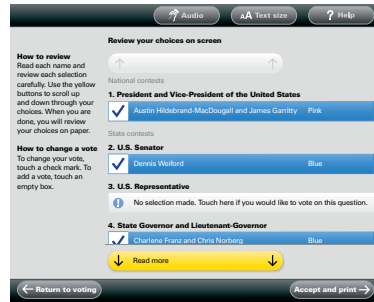 Audio
AA Text size
? Help
How to review
Read each name and
review each selection
carefully. Use the yellow
buttons to scroll up
and down through your
choices. When you are
done, you will review
your choices on paper.
How to change a vote
To change your vote,
touch a check mark. To
add a vote, touch an
empty box.
Review your choices on screen
National contests
1. President and Vice-President of the United States
Austin Hildebrand-MacDougall and James Garritty Pink
State contests
2. U.S. Senator
Dennis Weiford Blue
3. U.S. Representative
No selection made. Touch here if you would like to vote on this question.
4. State Governor and Lieutenant-Governor
Charlene Franz and Chris Norberg Blue
Read more
Return to voting
Accept and print